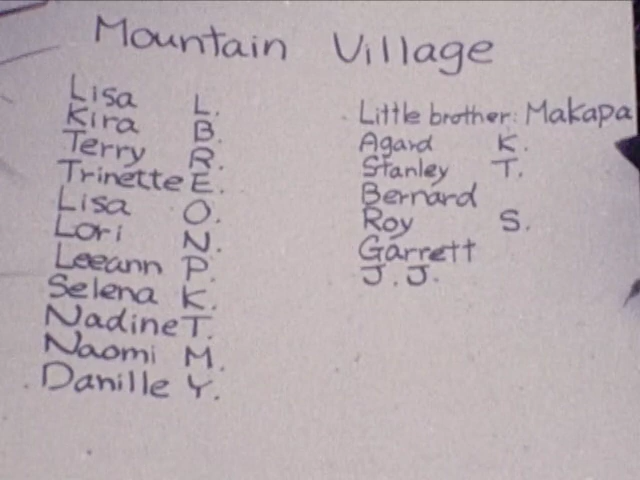 Mountain Village
Lisa L.
Kira B.
Terry R.
Trinette E.
Lisa O.
Lori N.
Leeann P.
Selena K.
Nadine T.
Naomi M.
Danille Y.
Little brother: Makapa
Agard K.
Stanley T.
Bernard
Roy S.
Garrett
J.J.